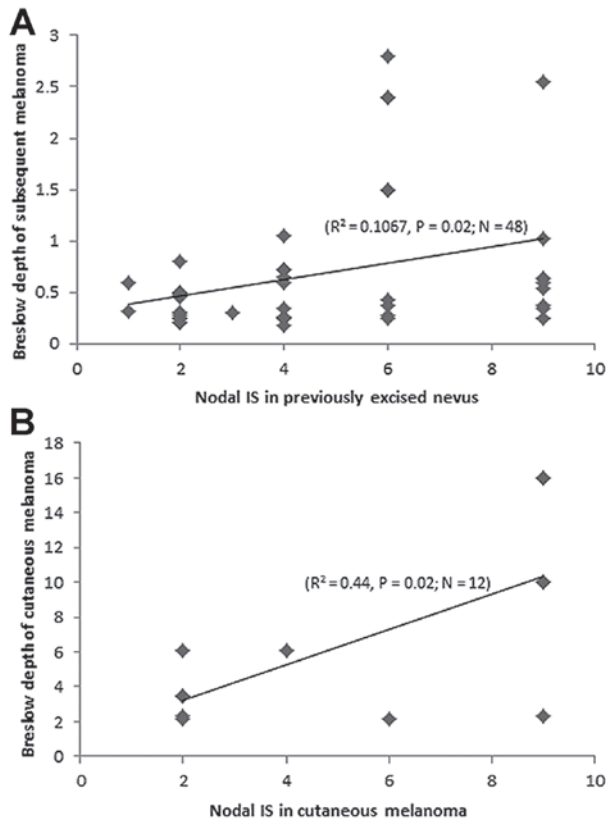 A
Breslow depth of subsequent melanoma
3
2.5
2
1.5
1
0.5
0
(R² = 0.1067, P = 0.02; N = 48)
0 2 4 6 8 10
Nodal IS in previously excised nevus
B
Breslow depth of cutaneous melanoma
18
16
14
12
10
8
6
4
2
0
(R² = 0.44, P = 0.02; N = 12)
0 2 4 6 8 10
Nodal IS in cutaneous melanoma